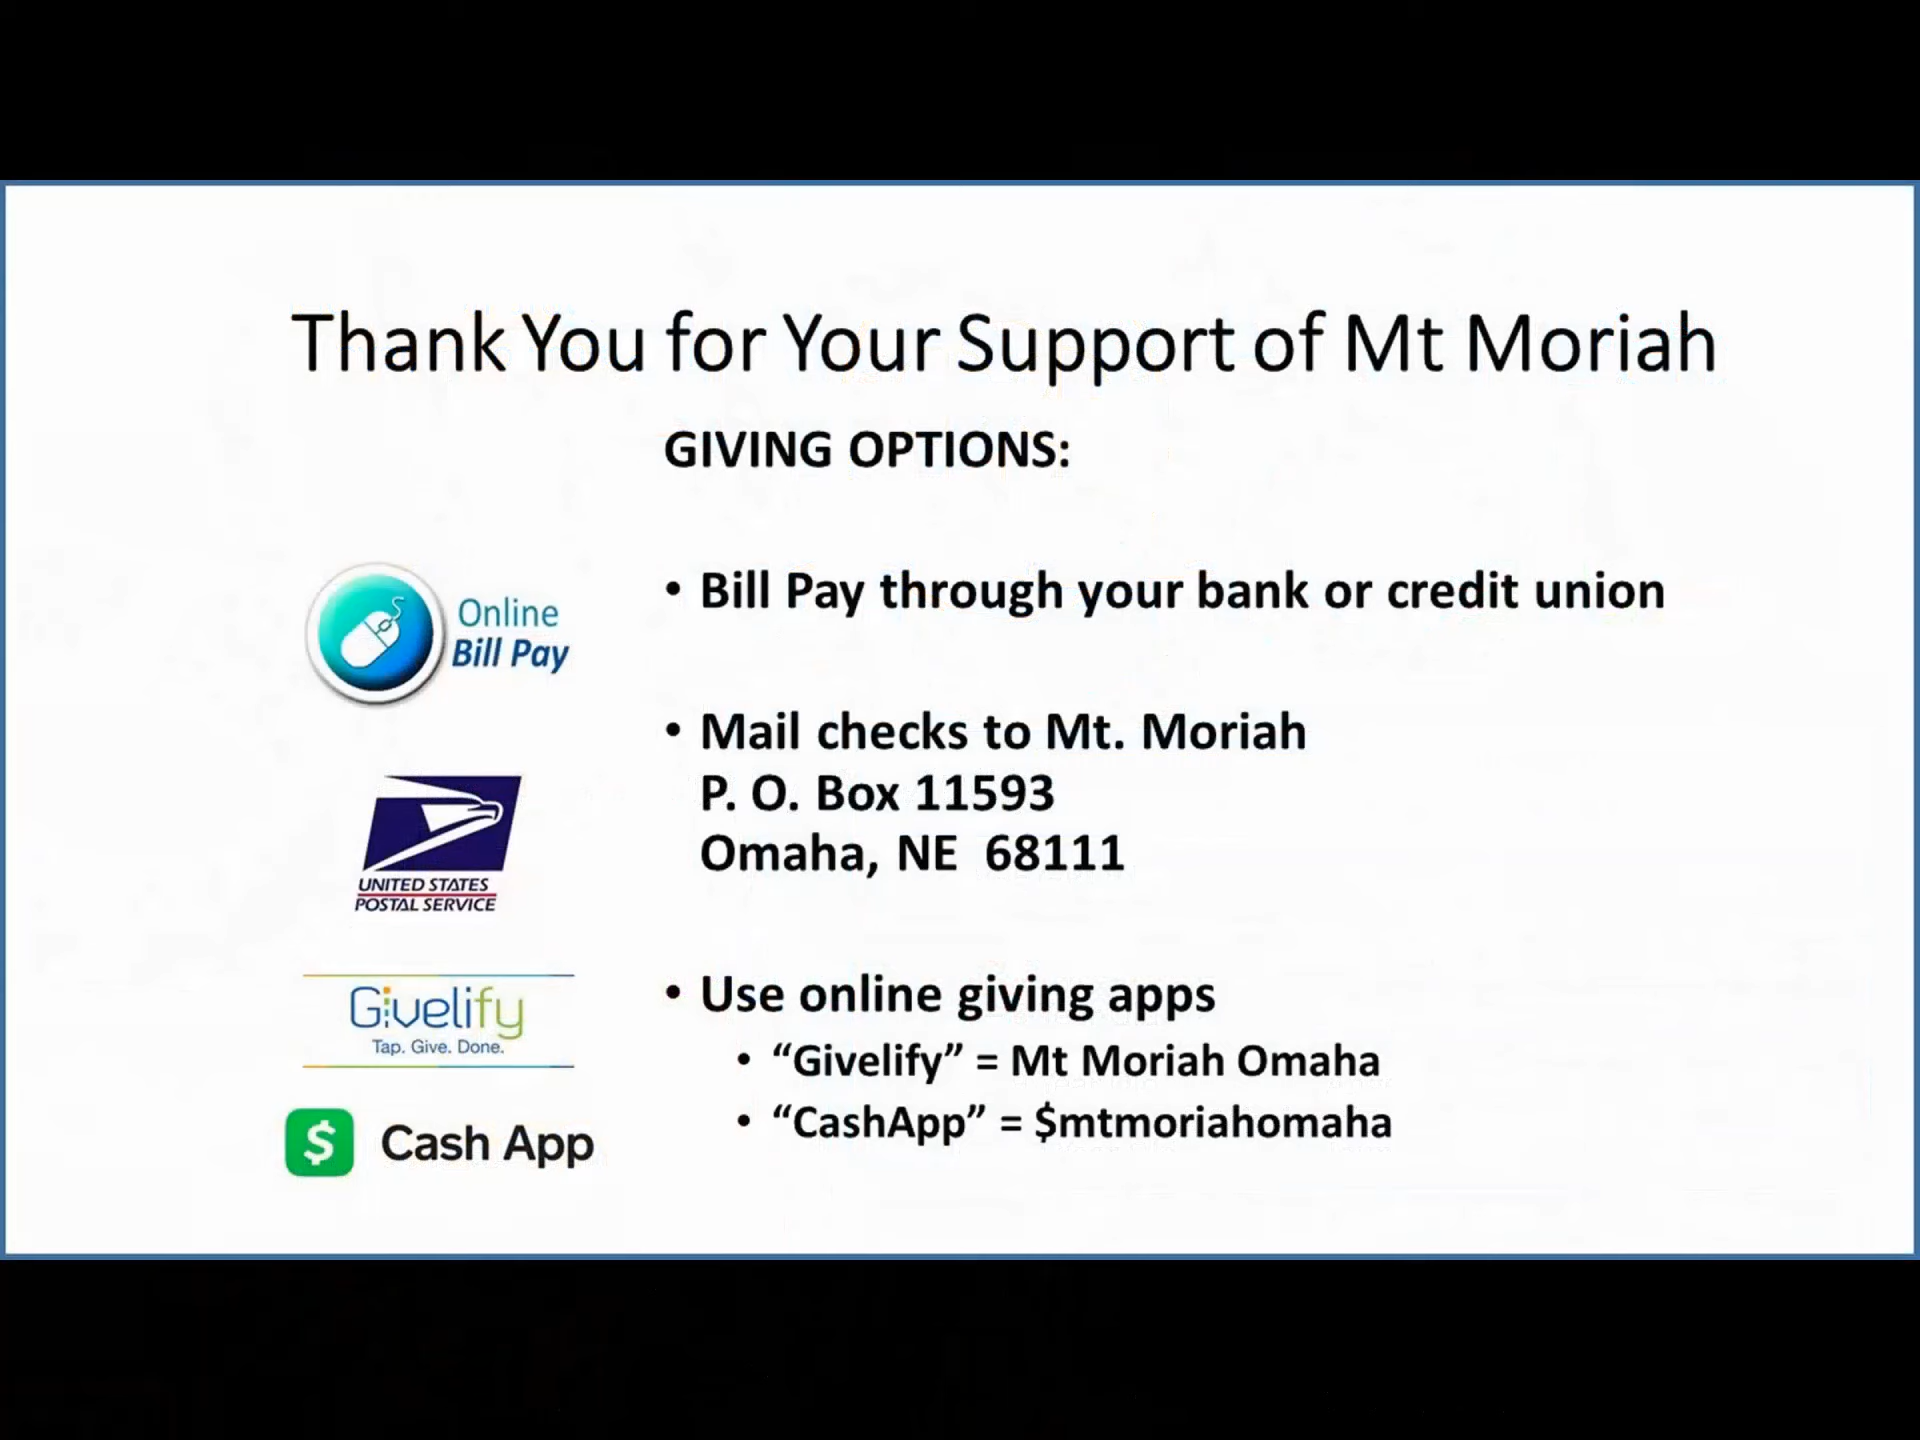 Thank You for Your Support of Mt Moriah
GIVING OPTIONS:
• Bill Pay through your bank or credit union
Online
Bill Pay
• Mail checks to Mt. Moriah
P. O. Box 11593
Omaha, NE  68111
UNITED STATES
POSTAL SERVICE
• Use online giving apps
Givelify
Tap. Give. Done.
• “Givelify” = Mt Moriah Omaha
• “CashApp” = $mtmoriahomaha
$ Cash App